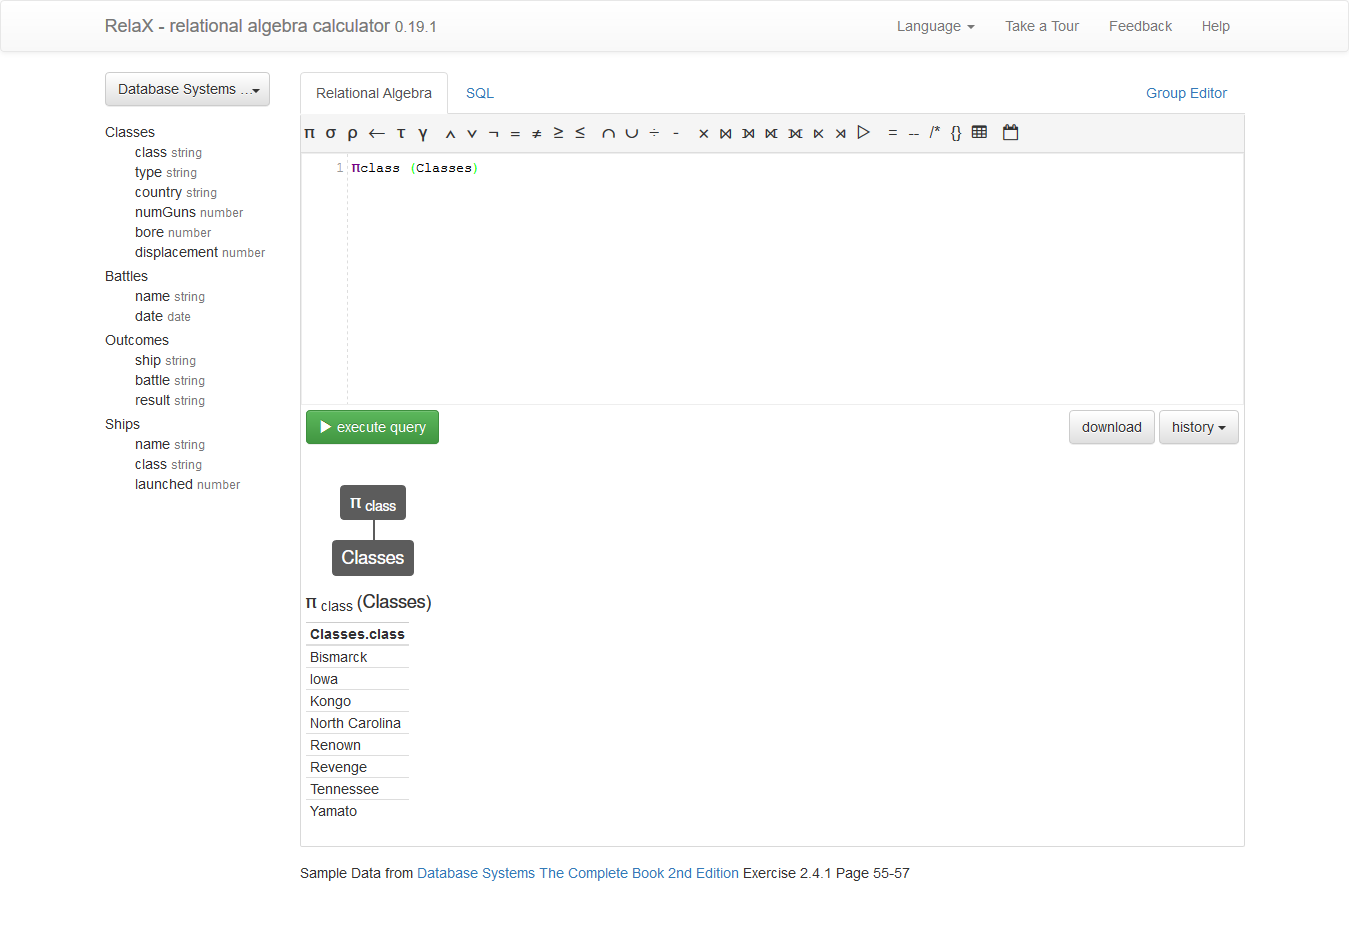 RelaX - relational algebra calculator 0.19.1
Language
Take a Tour
Feedback
Help
Database Systems ...
Classes
class string
type string
country string
numGuns number
bore number
displacement number
Battles
name string
date date
Outcomes
ship string
battle string
result string
Ships
name string
class string
launched number
Relational Algebra
SQL
Group Editor
π σ ρ ← τ γ ∧ ∨ ¬ = ≠ ≥ ≤ ∩ ∪ ÷ - × ⋈ ⟕ ⟖ ⟗ ⋉ ⋊ ▷ = -- /* {}
1 πclass (Classes)
execute query
download
history
π class
Classes
π class (Classes)
Classes.class
Bismarck
Iowa
Kongo
North Carolina
Renown
Revenge
Tennessee
Yamato
Sample Data from Database Systems The Complete Book 2nd Edition Exercise 2.4.1 Page 55-57